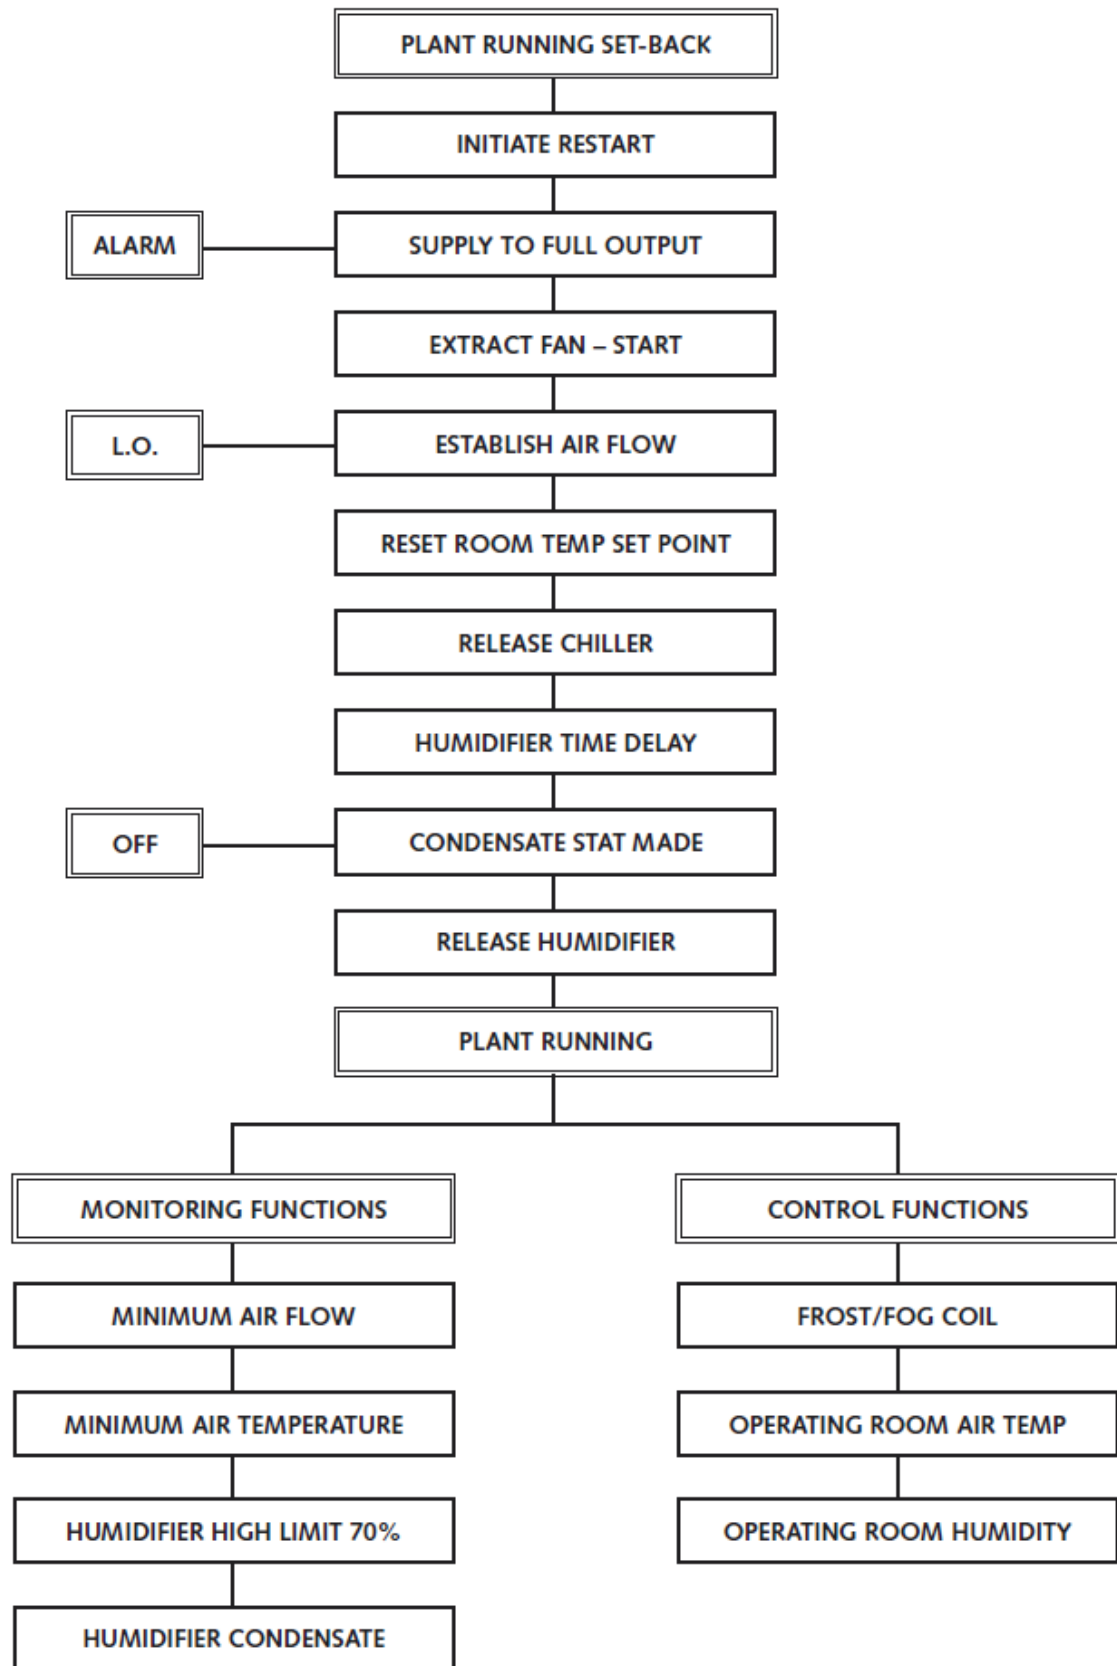 PLANT RUNNING SET-BACK
INITIATE RESTART
ALARM
SUPPLY TO FULL OUTPUT
EXTRACT FAN – START
L.O.
ESTABLISH AIR FLOW
RESET ROOM TEMP SET POINT
RELEASE CHILLER
HUMIDIFIER TIME DELAY
OFF
CONDENSATE STAT MADE
RELEASE HUMIDIFIER
PLANT RUNNING
MONITORING FUNCTIONS
CONTROL FUNCTIONS
MINIMUM AIR FLOW
FROST/FOG COIL
MINIMUM AIR TEMPERATURE
OPERATING ROOM AIR TEMP
HUMIDIFIER HIGH LIMIT 70%
OPERATING ROOM HUMIDITY
HUMIDIFIER CONDENSATE